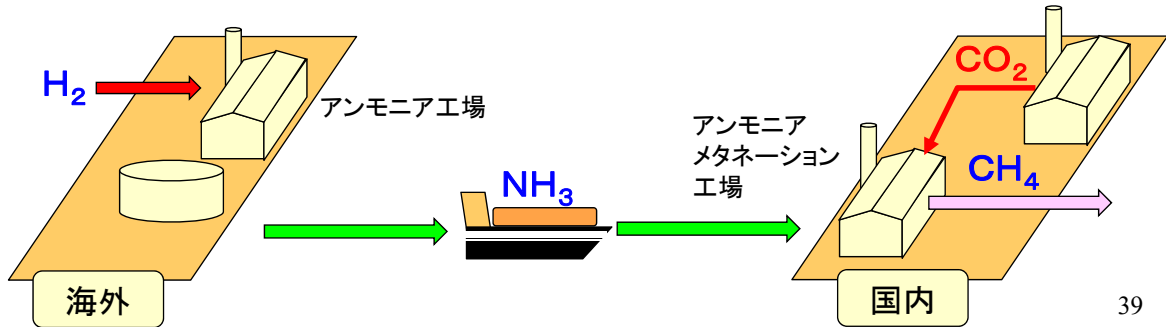 H₂
アンモニア工場
海外
NH₃
アンモニア
メタネーション
工場
CO₂
CH₄
国内
39